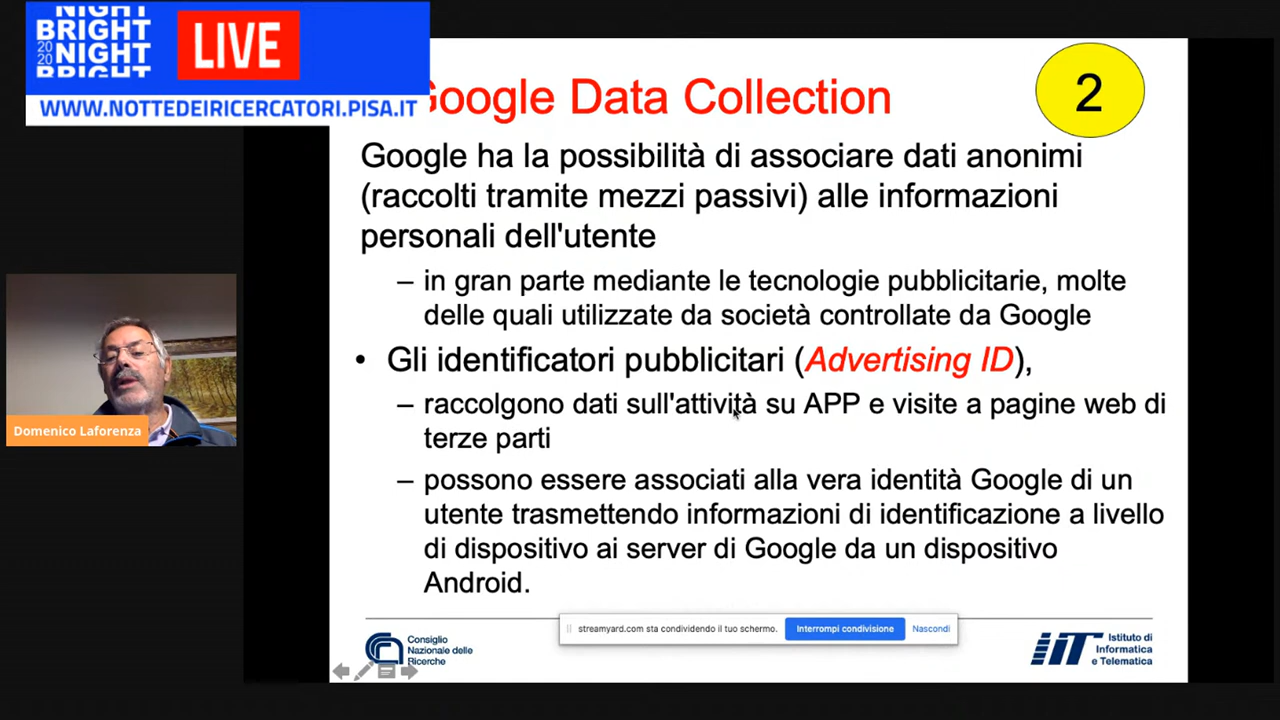 NIGHT
BRIGHT
2020 NIGHT
BRIGHT
LIVE
WWW.NOTTEDEIRICERCATORI.PISA.IT
Google Data Collection
2
Google ha la possibilità di associare dati anonimi
(raccolti tramite mezzi passivi) alle informazioni
personali dell'utente
– in gran parte mediante le tecnologie pubblicitarie, molte
delle quali utilizzate da società controllate da Google
• Gli identificatori pubblicitari (Advertising ID),
– raccolgono dati sull'attività su APP e visite a pagine web di
terze parti
– possono essere associati alla vera identità Google di un
utente trasmettendo informazioni di identificazione a livello
di dispositivo ai server di Google da un dispositivo
Android.
Domenico Laforenza
streamyard.com sta condividendo il tuo schermo. Interrompi condivisione Nascondi
Consiglio
Nazionale delle
Ricerche
IIT Istituto di
Informatica
e Telematica